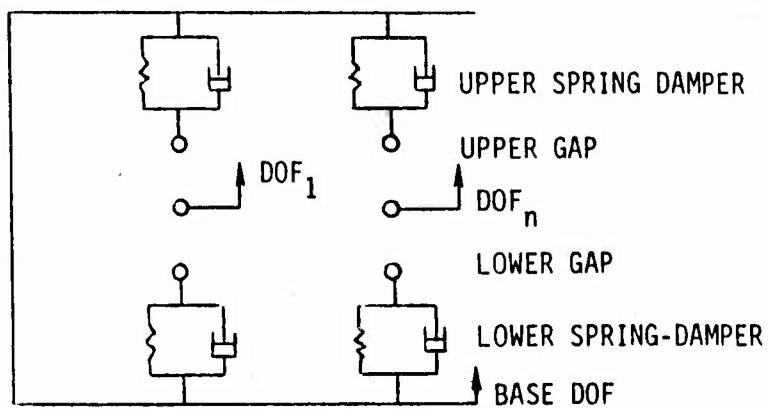 UPPER SPRING DAMPER
UPPER GAP
DOF1
DOFn
LOWER GAP
LOWER SPRING-DAMPER
BASE DOF